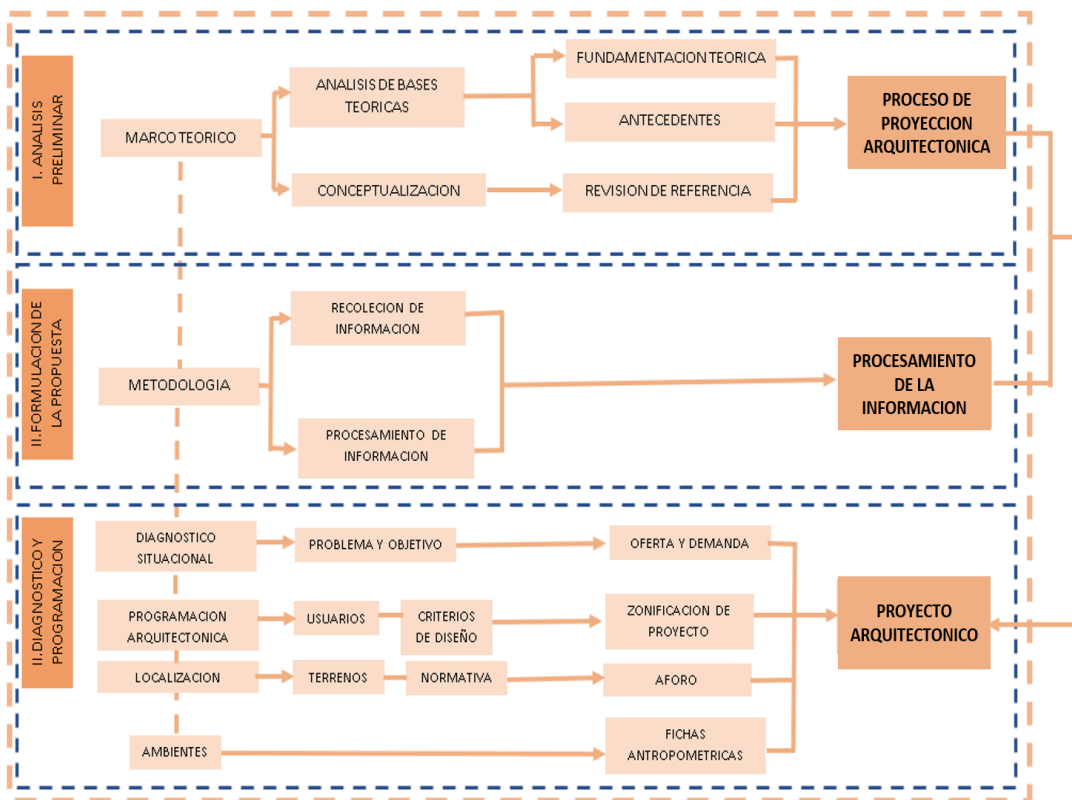 I. ANALISIS
PRELIMINAR
MARCO TEORICO
ANALISIS DE BASES
TEORICAS
CONCEPTUALIZACION
FUNDAMENTACION TEORICA
ANTECEDENTES
REVISION DE REFERENCIA
PROCESO DE
PROYECCION
ARQUITECTONICA
II.FORMULACION DE
LA PROPUESTA
METODOLOGIA
RECOLECION DE
INFORMACION
PROCESAMIENTO DE
INFORMACION
PROCESAMIENTO
DE LA
INFORMACION
II.DIAGNOSTICO Y
PROGRAMACION
DIAGNOSTICO
SITUACIONAL
PROBLEMA Y OBJETIVO
OFERTA Y DEMANDA
PROGRAMACION
ARQUITECTONICA
USUARIOS
CRITERIOS
DE DISEÑO
ZONIFICACION DE
PROYECTO
LOCALIZACION
TERRENOS
NORMATIVA
AFORO
AMBIENTES
FICHAS
ANTROPOMETRICAS
PROYECTO
ARQUITECTONICO